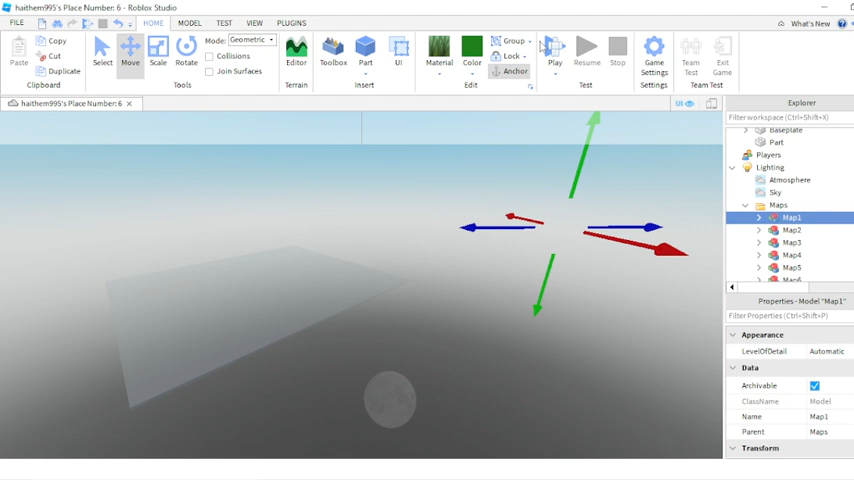 haithem995's Place Number: 6 - Roblox Studio
FILE HOME MODEL TEST VIEW PLUGINS What's New
Paste Copy Cut Duplicate Clipboard
Select Move Scale Rotate Mode: Geometric Collisions Join Surfaces Tools
Editor Terrain
Toolbox Part UI Insert
Material Color Group Lock Anchor Edit
Play Resume Stop Test
Game Settings Settings
Team Test Exit Game Team Test
haithem995's Place Number: 6 × UI
Explorer
Filter workspace (Ctrl+Shift+X)
Baseplate
Part
Players
Lighting
Atmosphere
Sky
Maps
Map1
Map2
Map3
Map4
Map5
Map6
Properties - Model "Map1"
Filter Properties (Ctrl+Shift+P)
Appearance
LevelOfDetail Automatic
Data
Archivable
ClassName Model
Name Map1
Parent Maps
Transform